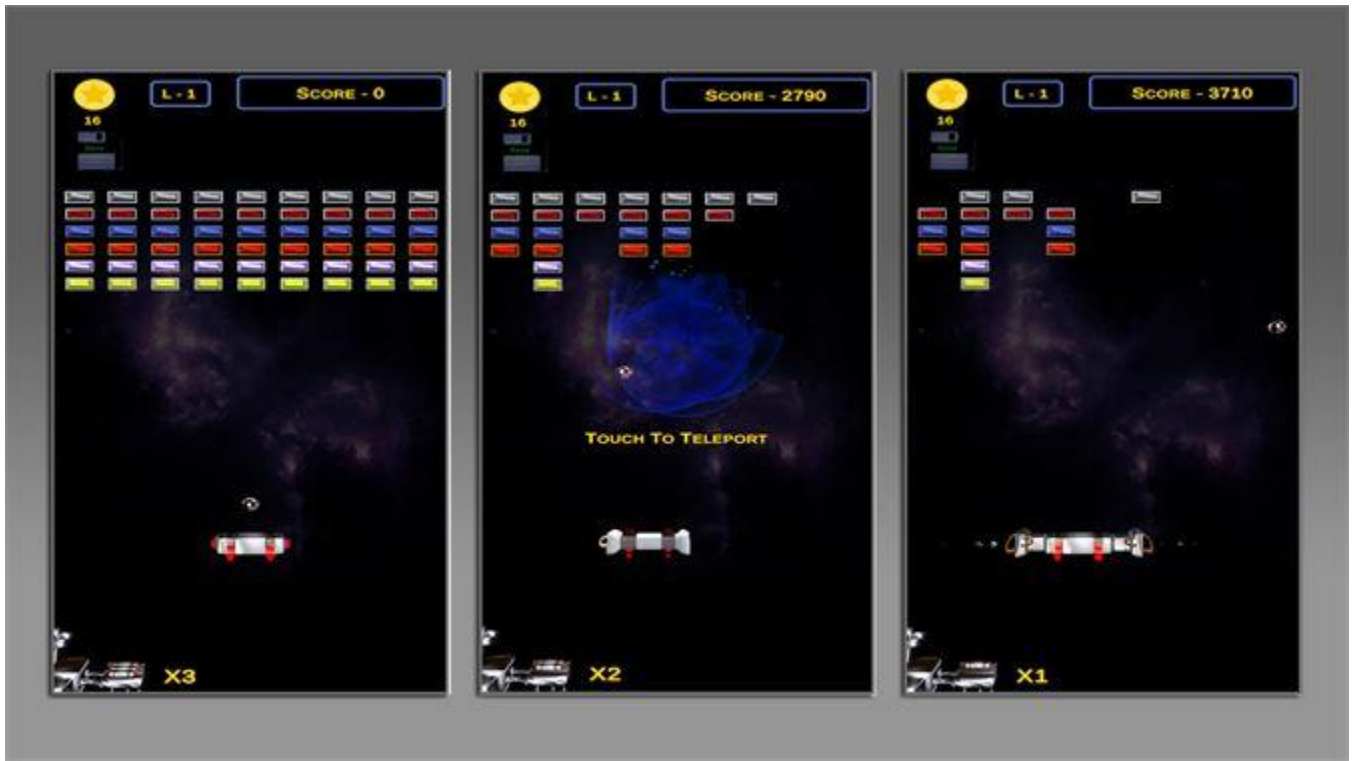 L - 1
SCORE - 0
16
X3
L - 1
SCORE - 2790
16
TOUCH TO TELEPORT
X2
L - 1
SCORE - 3710
16
X1